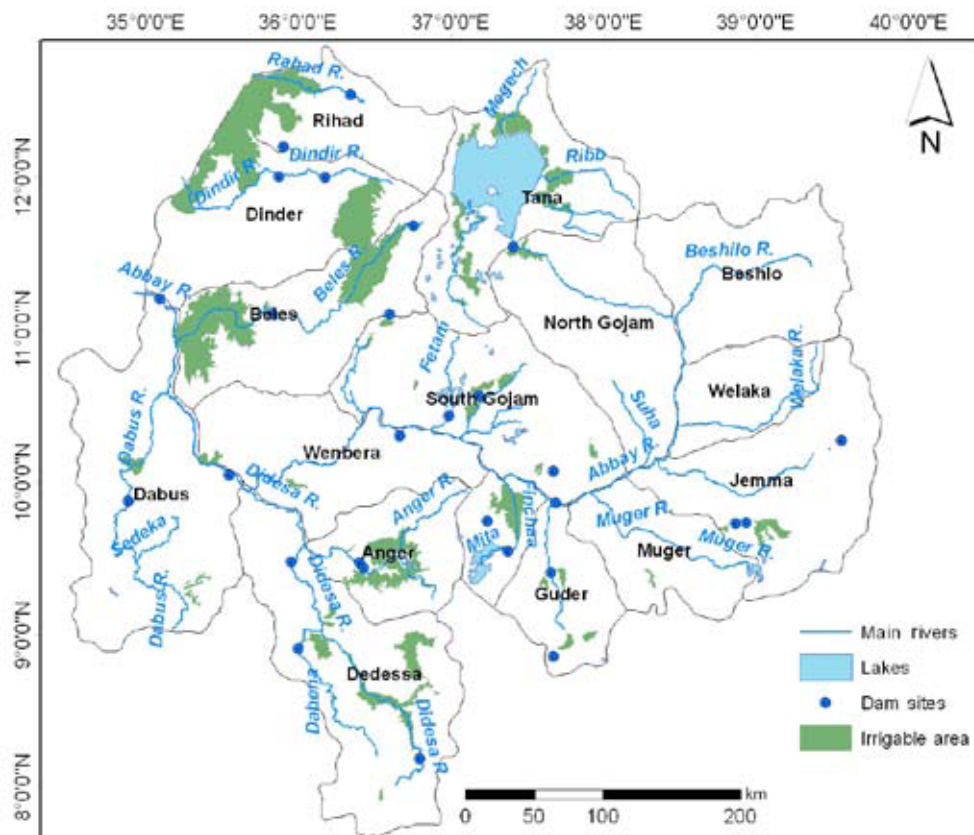 35°0'0"E 36°0'0"E 37°0'0"E 38°0'0"E 39°0'0"E 40°0'0"E
12°0'0"N
11°0'0"N
10°0'0"N
9°0'0"N
8°0'0"N
N
Rahad R.
Rihad
Megech
Dindir R.
Dindir R.
Ribb
Tana
Dinder
Beshilo R.
Beshlo
Abbay R.
Beles R.
Beles
North Gojam
Fetam
Welaka
Welaka R.
South Gojam
Suha
Dabus R.
Wenbera
Abbay R.
Jemma
Didesa R.
Dabus
Anger R.
Muger R.
Sedeka
Mita
Muger
Muger R.
Anger
Didesa R.
Guder
Dabus R.
Dedessa
Dabena
Didesa R.
Main rivers
Lakes
Dam sites
Irrigable area
0 50 100 200
km